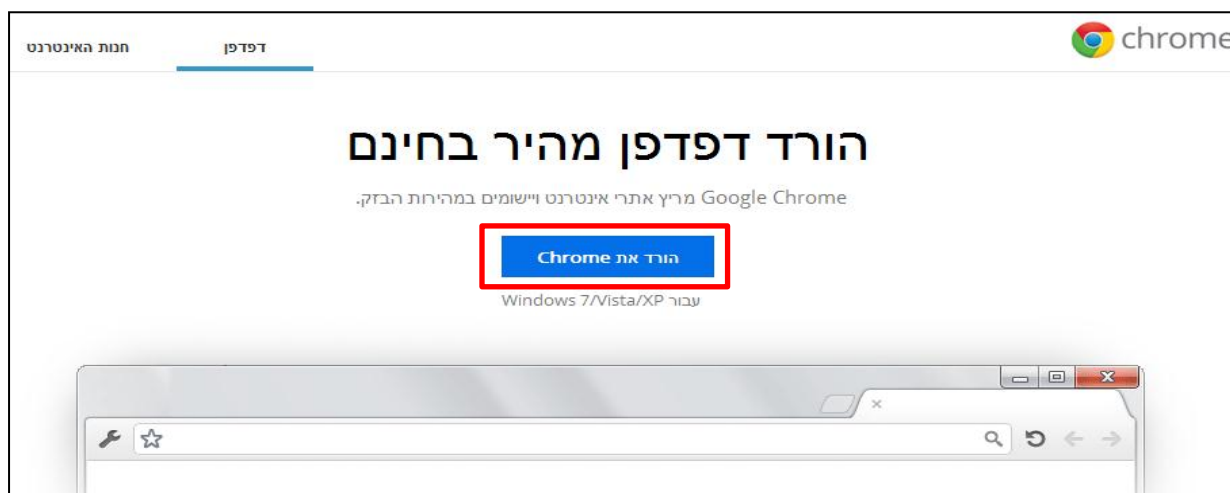 chrome
דפדפן
חנות האינטרנט
הורד דפדפן מהיר בחינם
Google Chrome מריץ אתרי אינטרנט ויישומים במהירות הבזק.
הורד את Chrome
עבור Windows 7/Vista/XP